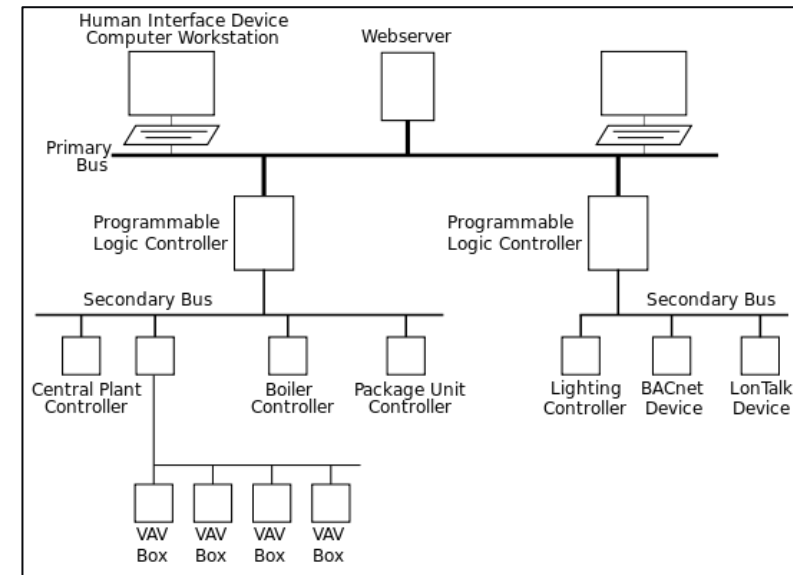 Human Interface Device
Computer Workstation
Webserver
Primary
Bus
Programmable
Logic Controller
Programmable
Logic Controller
Secondary Bus
Secondary Bus
Central Plant
Controller
Boiler
Controller
Package Unit
Controller
Lighting
Controller
BACnet
Device
LonTalk
Device
VAV
Box
VAV
Box
VAV
Box
VAV
Box